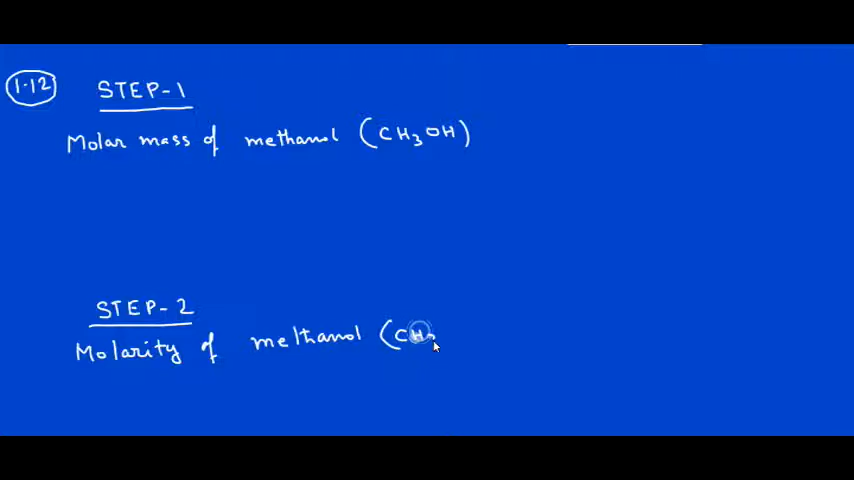 1.12 STEP-1
Molar mass of methanol (CH₃OH)
STEP-2
Molarity of methanol (CH